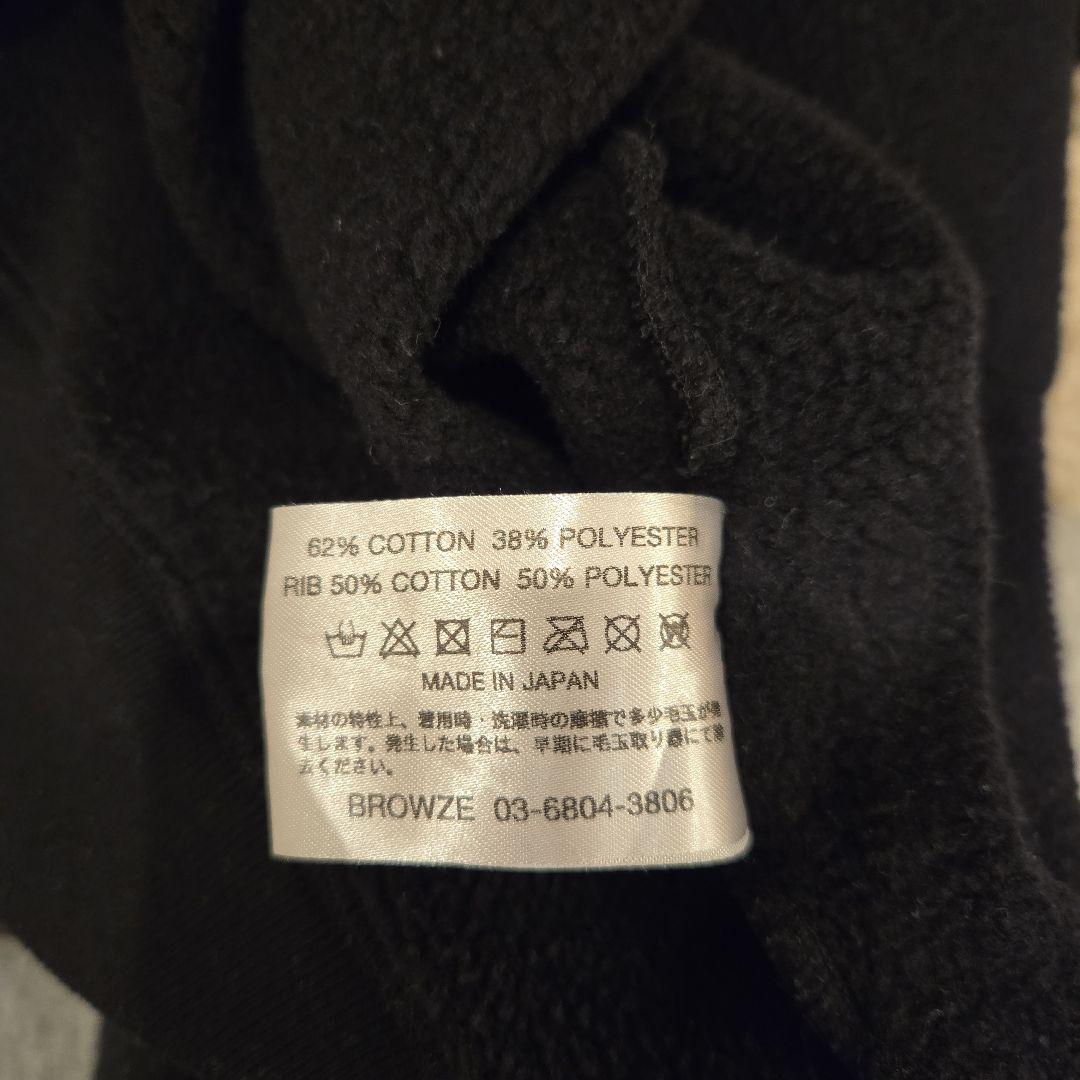 62% COTTON 38% POLYESTER
RIB 50% COTTON 50% POLYESTER
MADE IN JAPAN
素材の特性上、着用時・洗濯時の摩擦で多少毛玉が発
生します。発生した場合は、早期に毛玉取り器にて除
去ください。
BROWZE 03-6804-3806